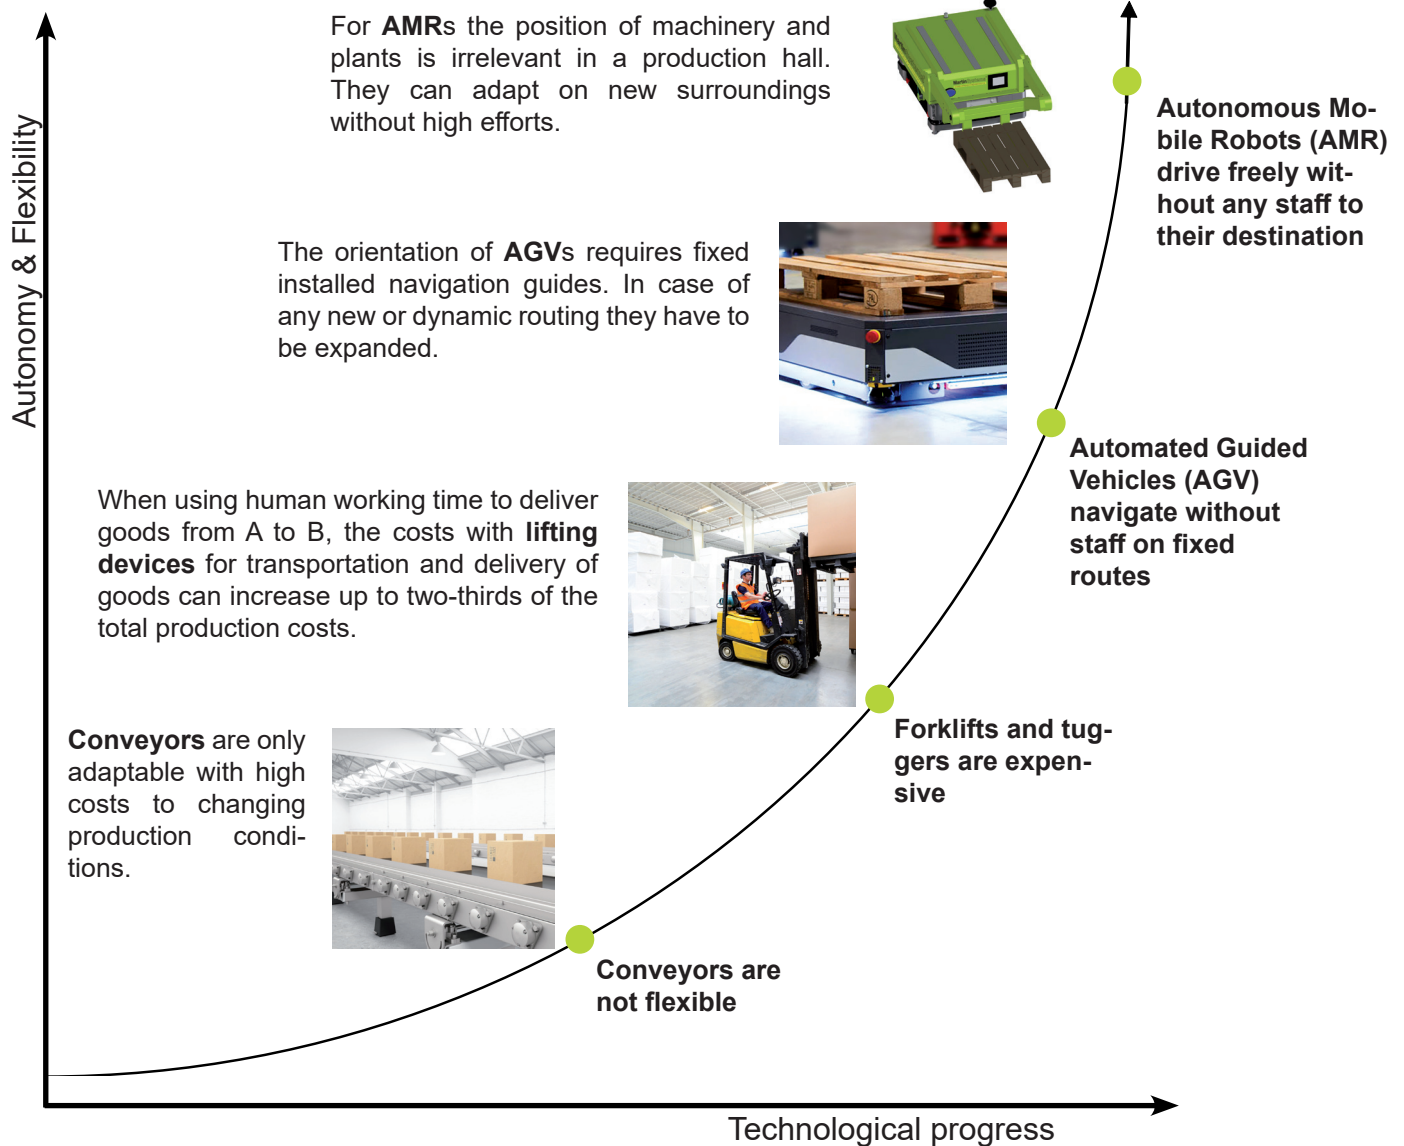 For AMRs the position of machinery and
plants is irrelevant in a production hall.
They can adapt on new surroundings
without high efforts.
Autonomous Mo-
bile Robots (AMR)
drive freely wit-
hout any staff to
their destination
Autonomy & Flexibility
The orientation of AGVs requires fixed
installed navigation guides. In case of
any new or dynamic routing they have to
be expanded.
Automated Guided
Vehicles (AGV)
navigate without
staff on fixed
routes
When using human working time to deliver
goods from A to B, the costs with lifting
devices for transportation and delivery of
goods can increase up to two-thirds of the
total production costs.
Forklifts and tug-
gers are expen-
sive
Conveyors are only
adaptable with high
costs to changing
production condi-
tions.
Conveyors are
not flexible
Technological progress